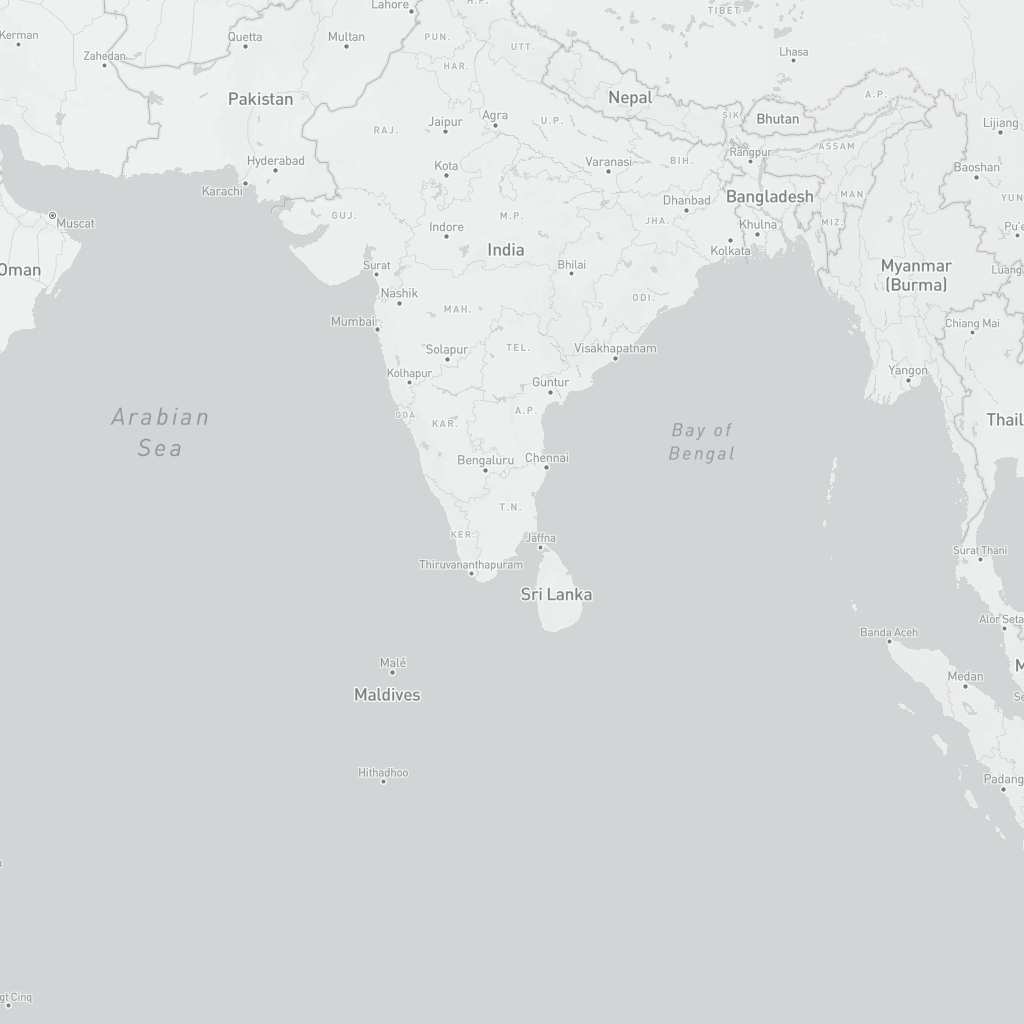 Lahore
H.P.
TIBET
Kerman
Quetta
Multan
PUN.
UTT.
Lhasa
Zahedan
HAR.
Pakistan
Nepal
A.P.
Jaipur
Agra
U.P.
SIK.
Bhutan
Lijiang
RAJ.
ASSAM
Hyderabad
Kota
Varanasi
BIH.
Rangpur
Baoshan
Karachi
Dhanbad
Bangladesh
MAN.
YUN
Muscat
GUJ.
M.P.
JHA.
Khulna
MIZ.
Pu'e
Indore
India
Kolkata
Oman
Surat
Bhilai
Myanmar
(Burma)
Luang
Nashik
ODI.
MAH.
Mumbai
Chiang Mai
Solapur
TEL.
Visakhapatnam
Kolhapur
Guntur
Yangon
Arabian
Sea
GOA
KAR.
A.P.
Bay of
Bengal
Thail
Bengaluru
Chennai
T.N.
KER.
Jaffna
Surat Thani
Thiruvananthapuram
Sri Lanka
Alor Seta
Banda Aceh
Malé
Maldives
Medan
M
Se
Hithadhoo
Padang
gt Cinq